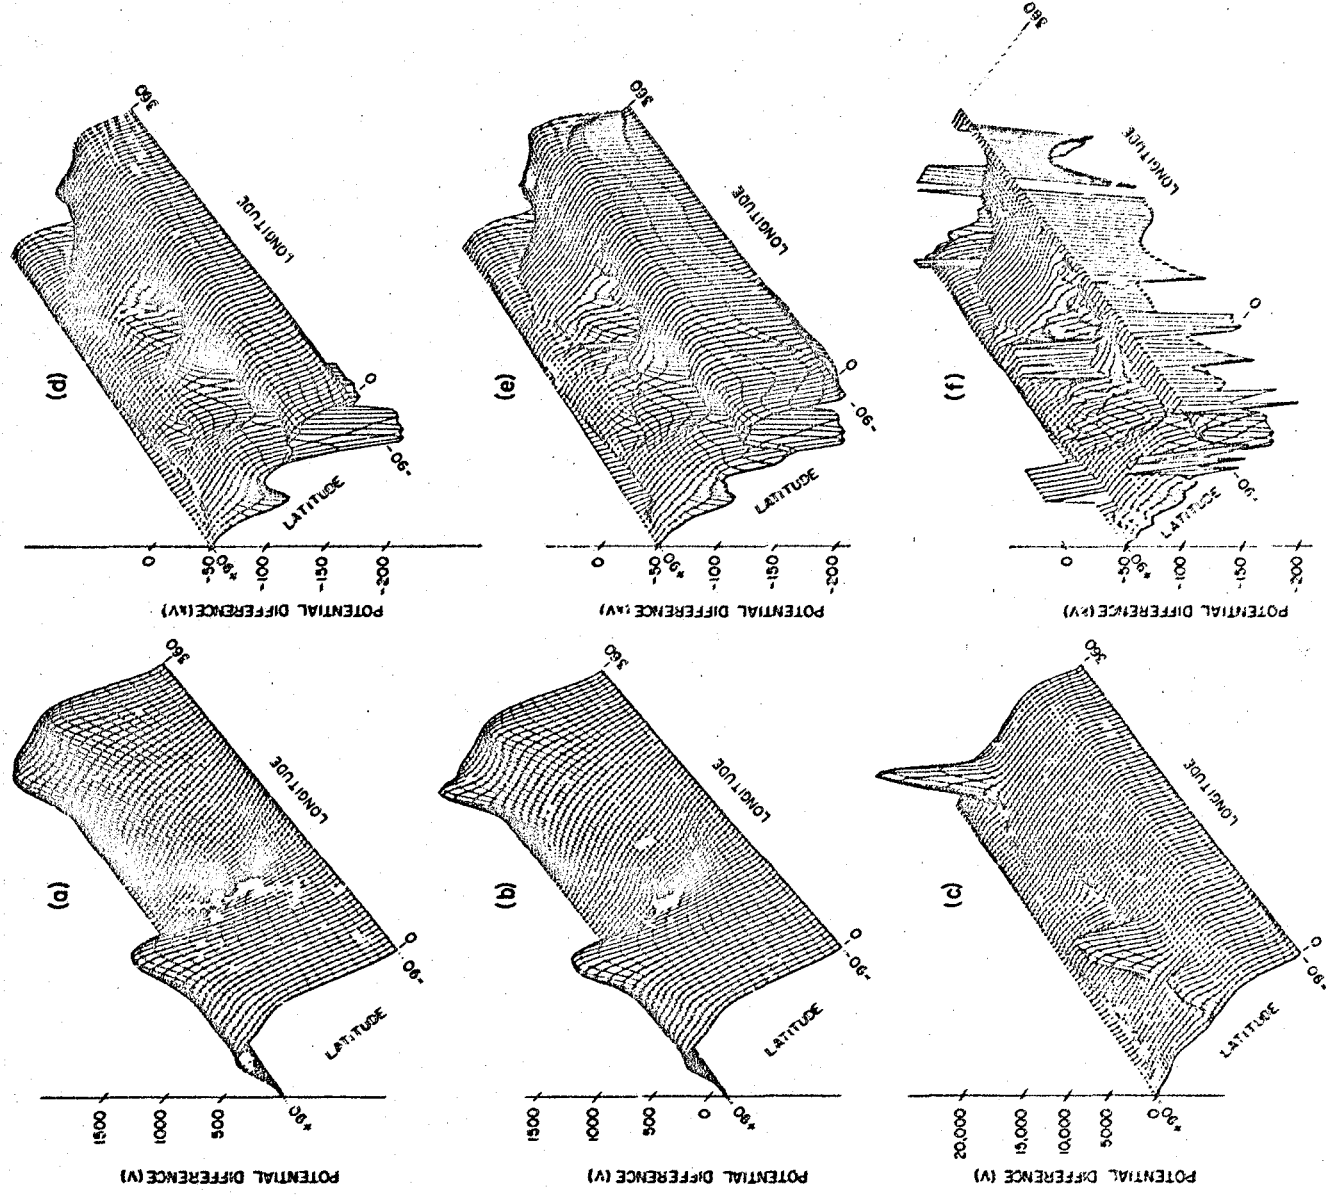 (a)
1500
1000
500
+90
POTENTIAL DIFFERENCE (V)
LATITUDE
-90
0
LONGITUDE
360
(b)
1500
1000
500
0
+90
POTENTIAL DIFFERENCE (V)
LATITUDE
-90
0
LONGITUDE
360
(c)
20,000
15,000
10,000
5000
0
+90
POTENTIAL DIFFERENCE (V)
LATITUDE
-90
0
LONGITUDE
360
(d)
0
-50
-100
-150
-200
+90
POTENTIAL DIFFERENCE (kV)
LATITUDE
-90
0
LONGITUDE
360
(e)
0
-50
-100
-150
-200
+90
POTENTIAL DIFFERENCE (kV)
LATITUDE
-90
0
LONGITUDE
360
(f)
0
-50
-100
-150
-200
+90
POTENTIAL DIFFERENCE (kV)
LATITUDE
-90
0
LONGITUDE
360